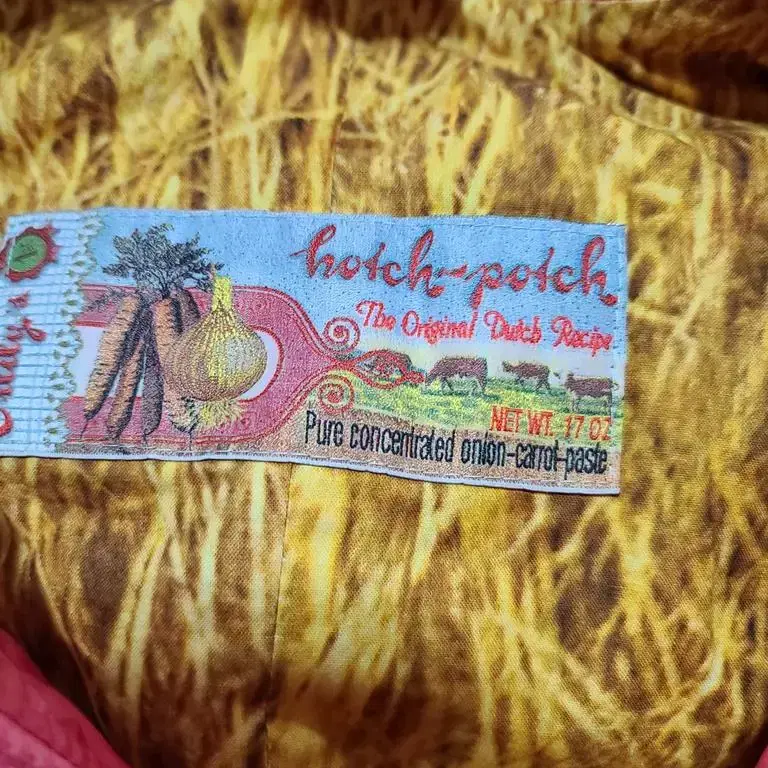 hotch-potch
The Original Dutch Recipe
NET WT. 17 OZ
Pure concentrated onion-carrot-paste